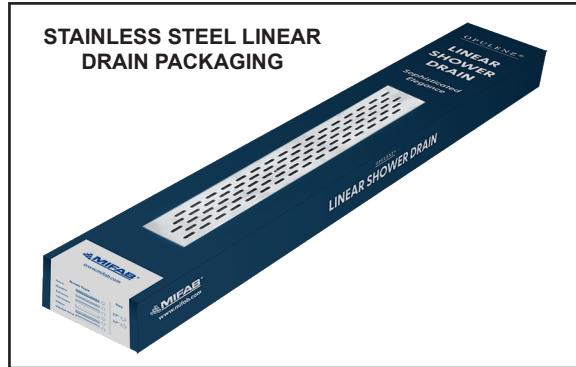 STAINLESS STEEL LINEAR
DRAIN PACKAGING
OPULENZ®
LINEAR
SHOWER
DRAIN
Sophisticated
Elegance
OPULENZ®
LINEAR SHOWER DRAIN
MIFAB®
www.mifab.com
MIFAB®
www.mifab.com